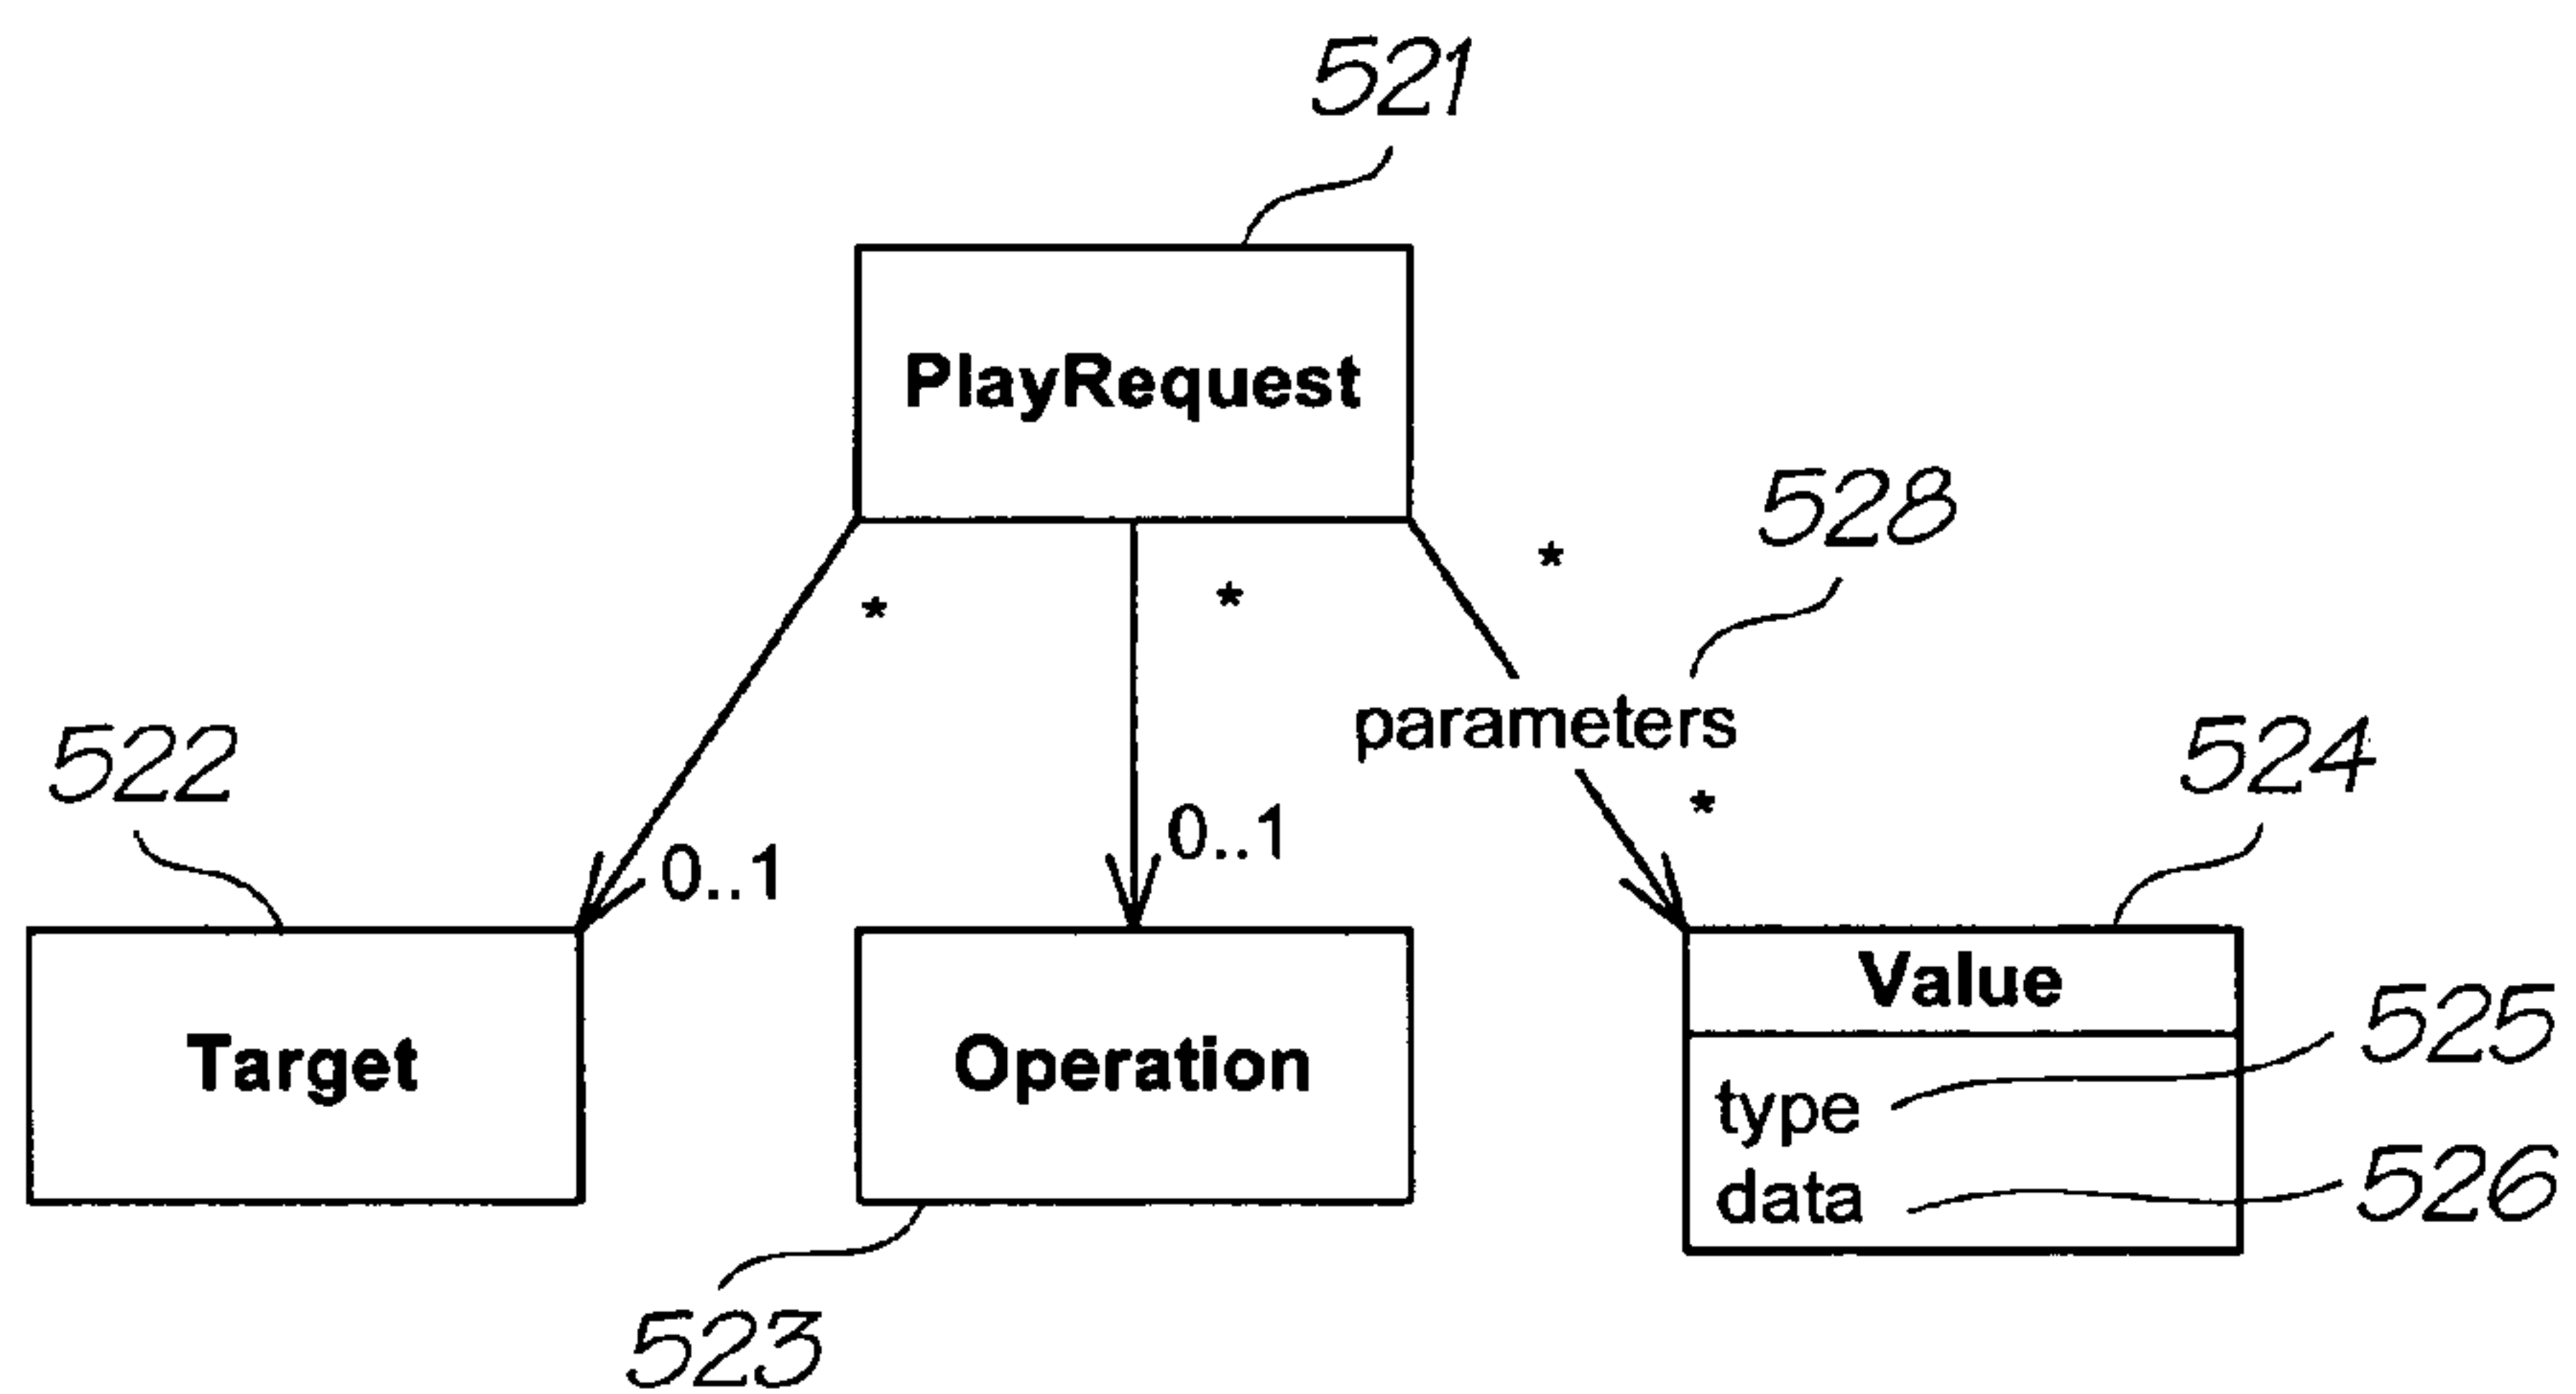 521
PlayRequest
528
*
*
*
parameters
522
524
*
0..1
0..1
Value
Target
Operation
525
type
data
526
523